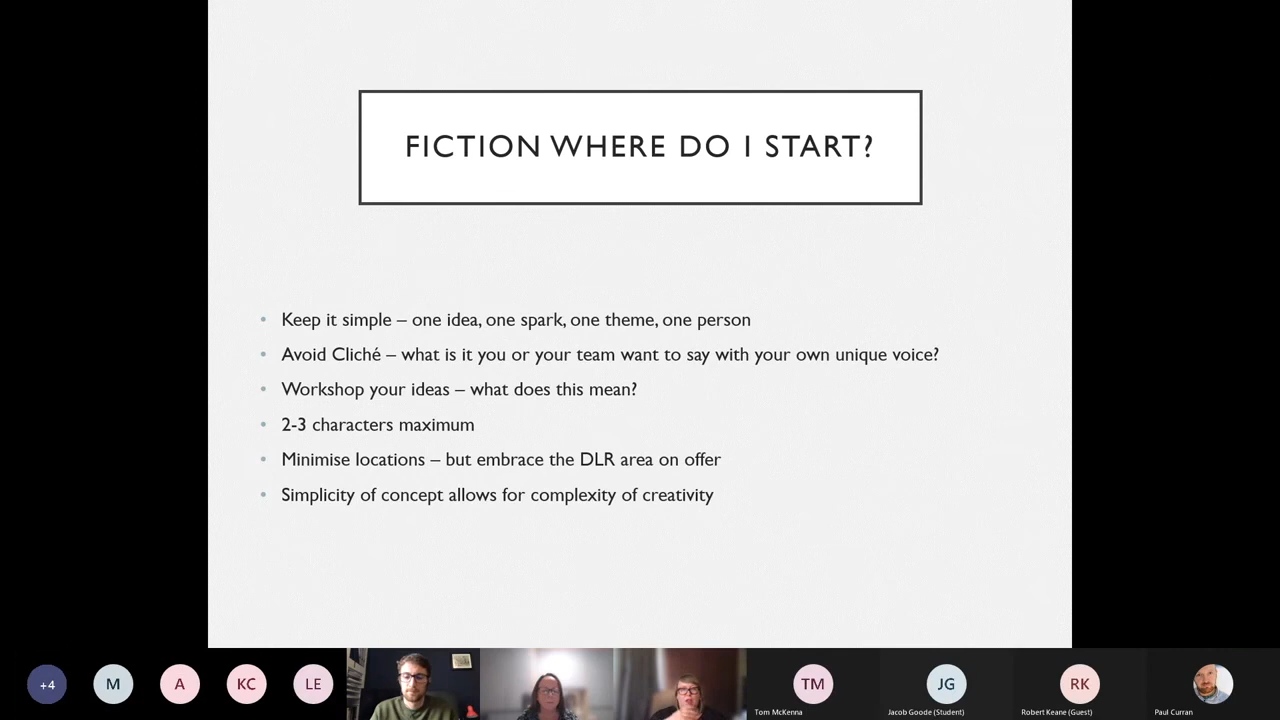 FICTION WHERE DO I START?
• Keep it simple – one idea, one spark, one theme, one person
• Avoid Cliché – what is it you or your team want to say with your own unique voice?
• Workshop your ideas – what does this mean?
• 2-3 characters maximum
• Minimise locations – but embrace the DLR area on offer
• Simplicity of concept allows for complexity of creativity
+4
M
A
KC
LE
TM
JG
RK
Tom McKenna
Jacob Goode (Student)
Robert Keane (Guest)
Paul Curran